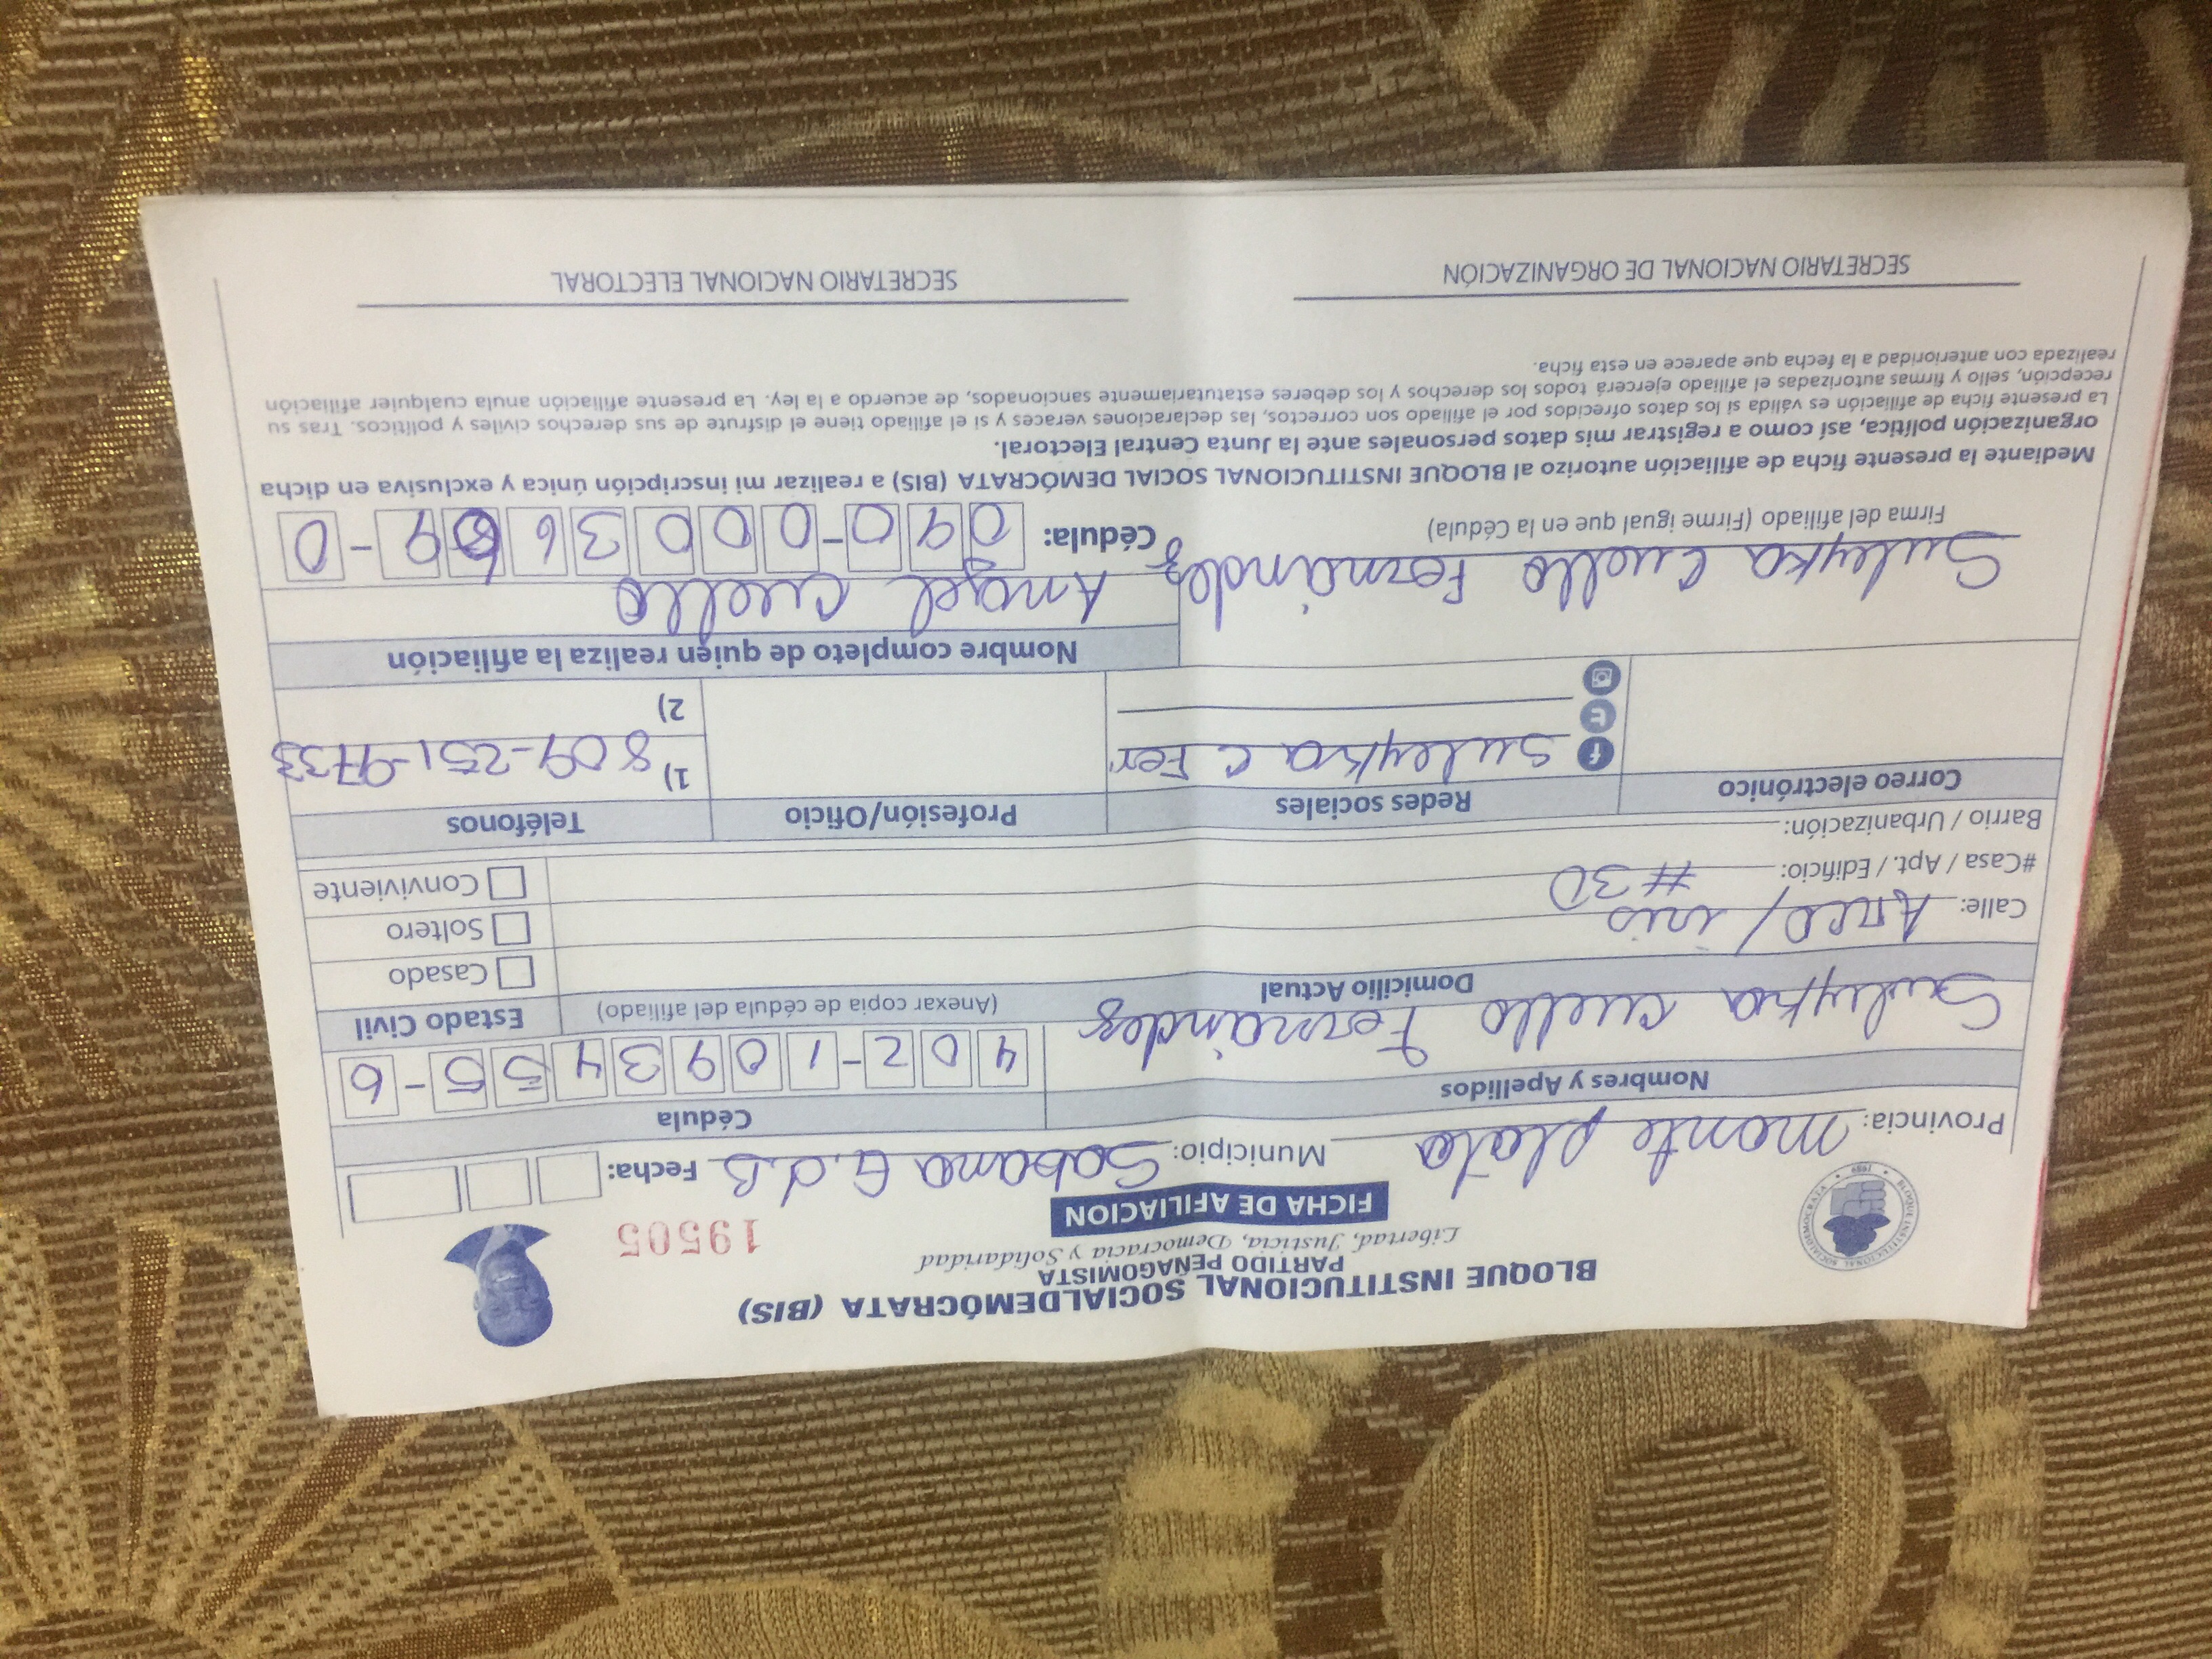 BLOQUE INSTITUCIONAL SOCIALDEMÓCRATA (BIS)
PARTIDO PEÑAGOMISTA
Libertad, Justicia, Democracia y Solidaridad
19505
FICHA DE AFILIACION
BLOQUE INSTITUCIONAL SOCIALDEMOCRATA 1989
Provincia: monte plata Municipio: Sabana G.d.B Fecha:
Nombres y Apellidos Cédula
Suleyka cuello Fernández 402-1093455-6
Domicilio Actual (Anexar copia de cédula del afiliado) Estado Civil
Calle: Casado
#Casa / Apt. / Edificio: #30 Soltero
Barrio / Urbanización: Conviviente
Correo electrónico Redes sociales Profesión/Oficio Teléfonos
Suleyka C Fer 1) 809-251-9733
2)
Nombre completo de quien realiza la afiliación
Suleyka Cuello Fernández Angel cuello
Firma del afiliado (Firme igual que en la Cédula) Cédula: 090-0003669-0
Mediante la presente ficha de afiliación autorizo al BLOQUE INSTITUCIONAL SOCIAL DEMÓCRATA (BIS) a realizar mi inscripción única y exclusiva en dicha
organización política, así como a registrar mis datos personales ante la Junta Central Electoral.
La presente ficha de afiliación es válida si los datos ofrecidos por el afiliado son correctos, las declaraciones veraces y si el afiliado tiene el disfrute de sus derechos civiles y políticos. Tras su
recepción, sello y firmas autorizadas el afiliado ejercerá todos los derechos y los deberes estatutariamente sancionados, de acuerdo a la ley. La presente afiliación anula cualquier afiliación
realizada con anterioridad a la fecha que aparece en esta ficha.
SECRETARIO NACIONAL DE ORGANIZACIÓN SECRETARIO NACIONAL ELECTORAL